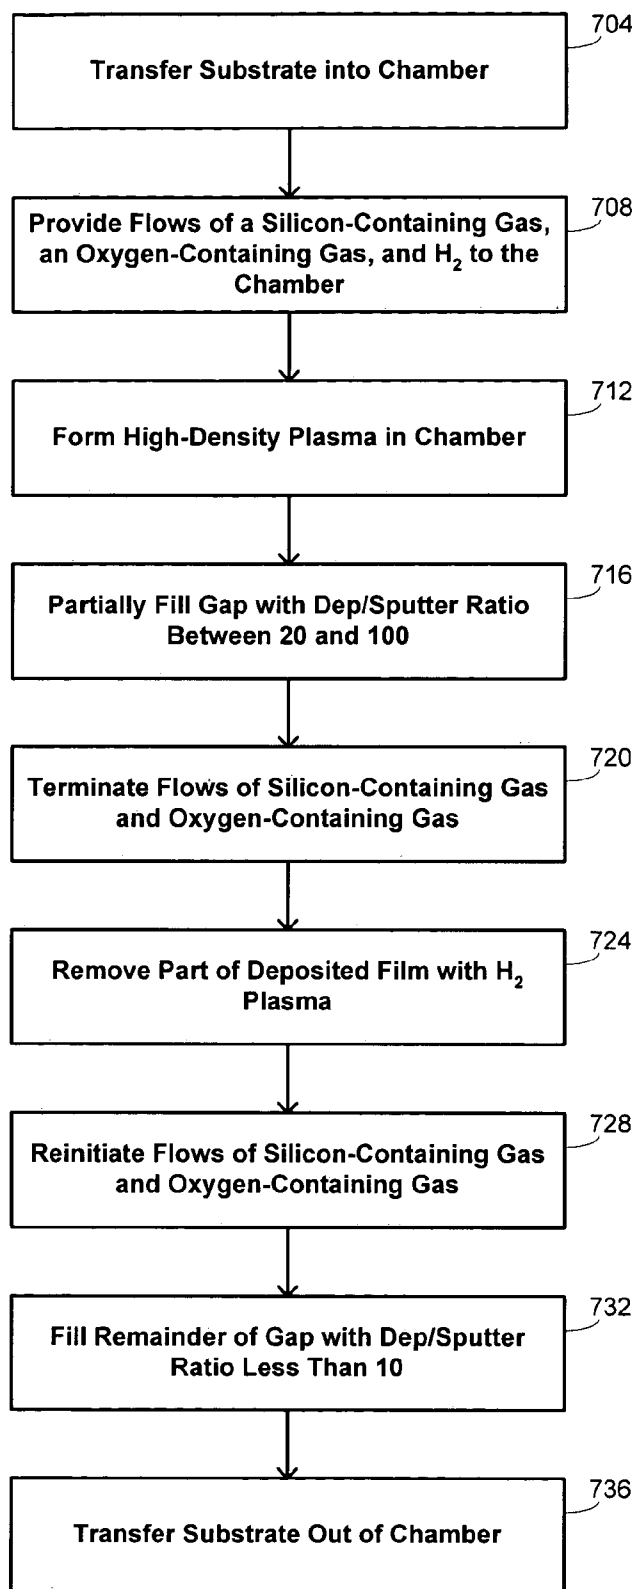 704
Transfer Substrate into Chamber
708
Provide Flows of a Silicon-Containing Gas,
an Oxygen-Containing Gas, and H₂ to the
Chamber
712
Form High-Density Plasma in Chamber
716
Partially Fill Gap with Dep/Sputter Ratio
Between 20 and 100
720
Terminate Flows of Silicon-Containing Gas
and Oxygen-Containing Gas
724
Remove Part of Deposited Film with H₂
Plasma
728
Reinitiate Flows of Silicon-Containing Gas
and Oxygen-Containing Gas
732
Fill Remainder of Gap with Dep/Sputter
Ratio Less Than 10
736
Transfer Substrate Out of Chamber